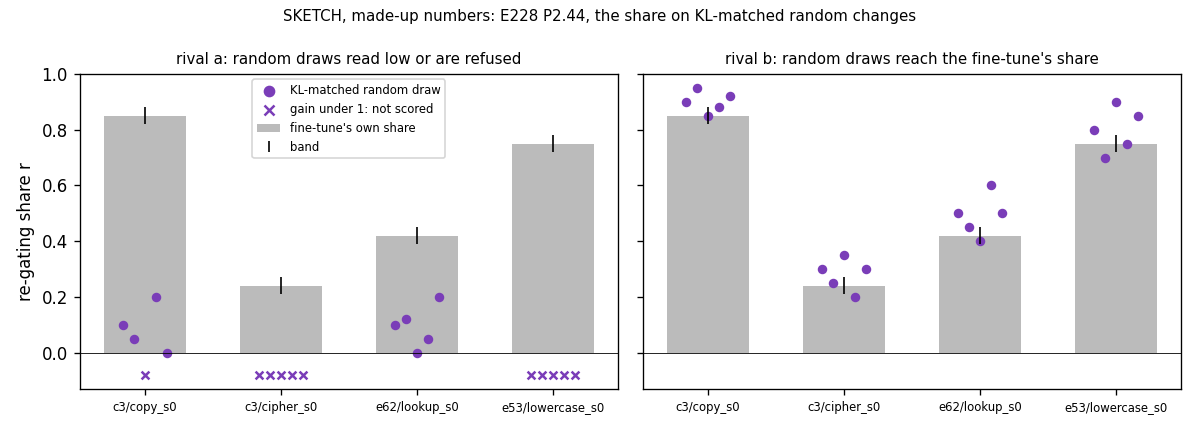 SKETCH, made-up numbers: E228 P2.44, the share on KL-matched random changes
rival a: random draws read low or are refused
rival b: random draws reach the fine-tune's share
re-gating share r
1.0
0.8
0.6
0.4
0.2
0.0
KL-matched random draw
gain under 1: not scored
fine-tune's own share
band
c3/copy_s0
c3/cipher_s0
e62/lookup_s0
e53/lowercase_s0
c3/copy_s0
c3/cipher_s0
e62/lookup_s0
e53/lowercase_s0